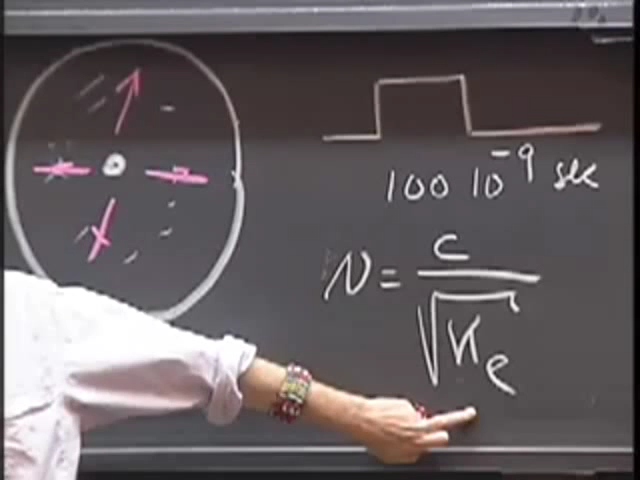 100 10⁻⁹ sec
v = c / √κₑ